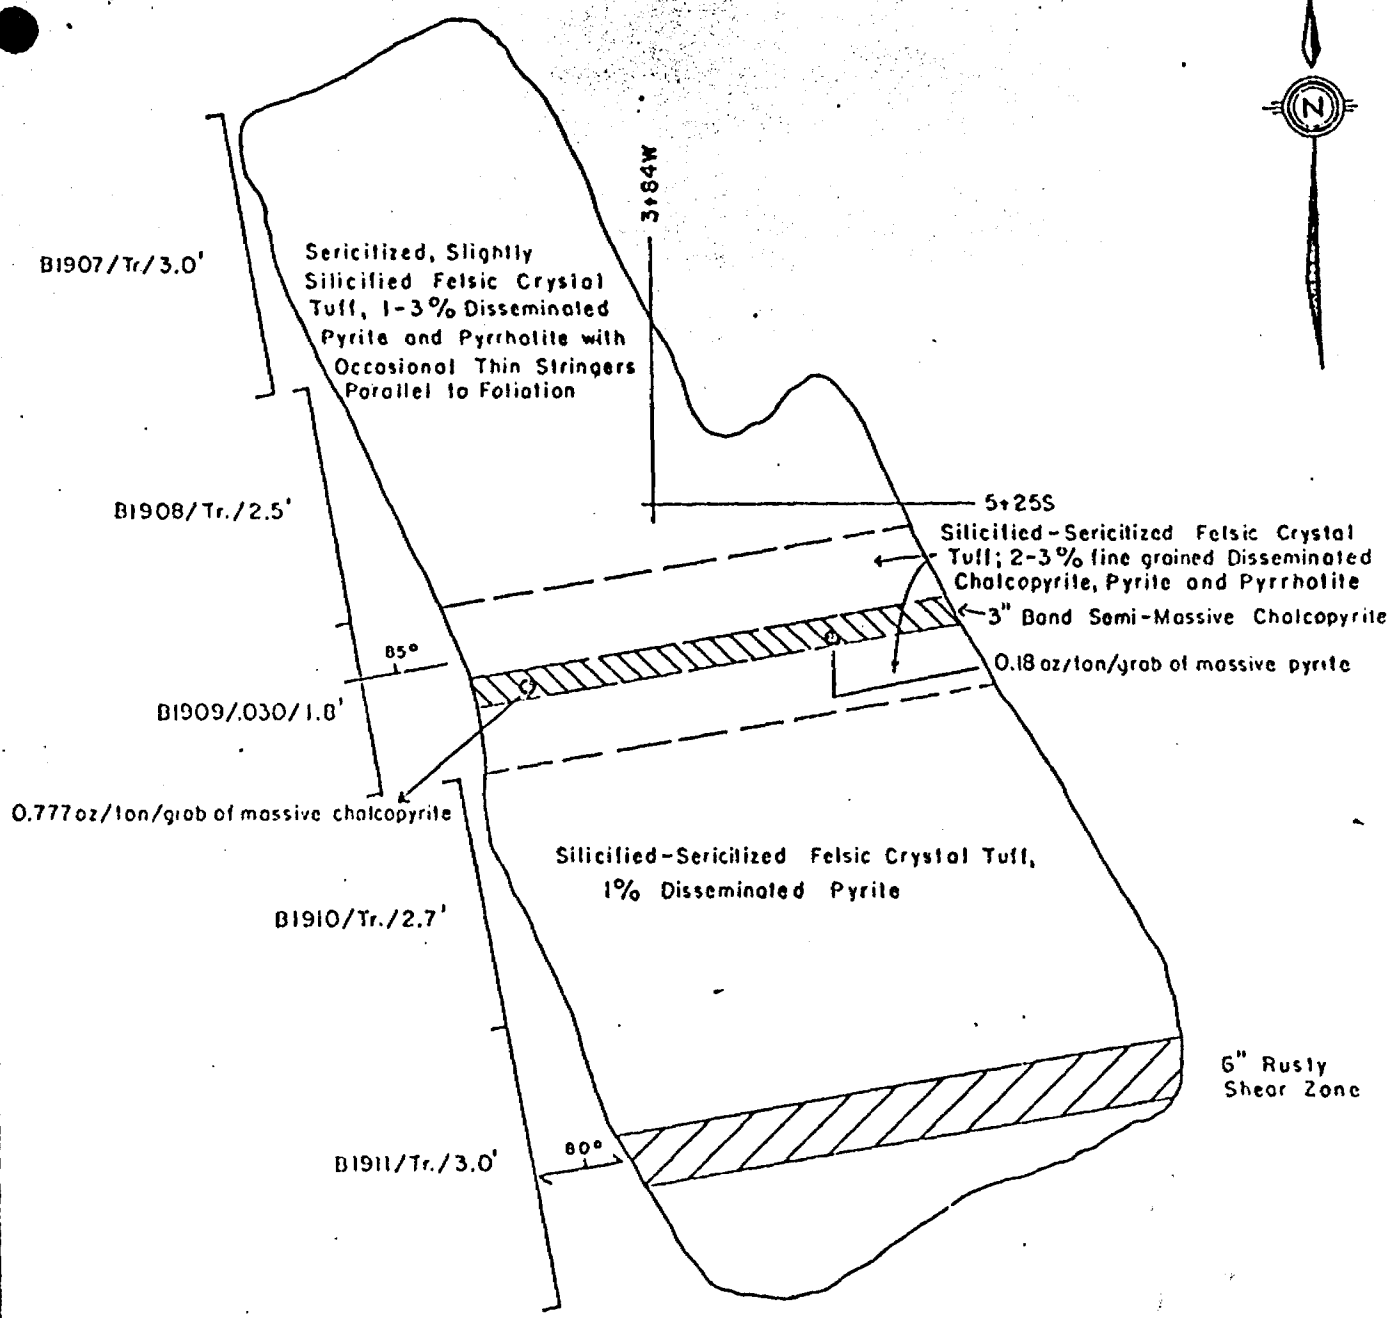 N
3+84W
B1907/Tr/3.0'
Sericitized, Slightly
Silicified Felsic Crystal
Tuff, 1-3% Disseminated
Pyrite and Pyrrhotite with
Occasional Thin Stringers
Parallel to Foliation
B1908/Tr./2.5'
5+25S
Silicified-Sericitized Felsic Crystal
Tuff; 2-3% fine grained Disseminated
Chalcopyrite, Pyrite and Pyrrhotite
3" Band Semi-Massive Chalcopyrite
85°
0.18 oz/ton/grab of massive pyrite
B1909/.030/1.8'
0.777 oz/ton/grab of massive chalcopyrite
Silicified-Sericitized Felsic Crystal Tuff,
1% Disseminated Pyrite
B1910/Tr./2.7'
6" Rusty
Shear Zone
80°
B1911/Tr./3.0'